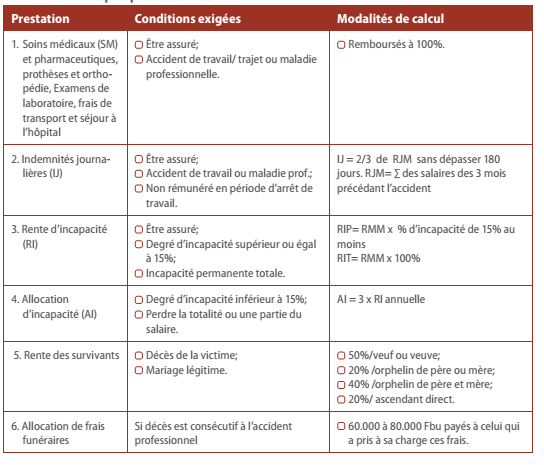 Prestation
Conditions exigées
Modalités de calcul
1. Soins médicaux (SM)
et pharmaceutiques,
prothèses et ortho-
pédie, Examens de
laboratoire, frais de
transport et séjour à
l'hôpital
Être assuré;
Accident de travail/ trajet ou maladie
professionnelle.
Remboursés à 100%.
2. Indemnités journa-
lières (IJ)
Être assuré;
Accident de travail ou maladie prof.;
Non rémunéré en période d'arrêt de
travail.
IJ = 2/3 de RJM sans dépasser 180
jours. RJM= ∑ des salaires des 3 mois
précédant l'accident
3. Rente d'incapacité
(RI)
Être assuré;
Degré d'incapacité supérieur ou égal
à 15%;
Incapacité permanente totale.
RIP= RMM x % d'incapacité de 15% au
moins
RIT= RMM x 100%
4. Allocation
d'incapacité (AI)
Degré d'incapacité inférieur à 15%;
Perdre la totalité ou une partie du
salaire.
AI = 3 x RI annuelle
5. Rente des survivants
Décès de la victime;
Mariage légitime.
50%/veuf ou veuve;
20% /orphelin de père ou mère;
40% /orphelin de père et mère;
20%/ ascendant direct.
6. Allocation de frais
funéraires
Si décès est consécutif à l'accident
professionnel
60.000 à 80.000 Fbu payés à celui qui
a pris à sa charge ces frais.